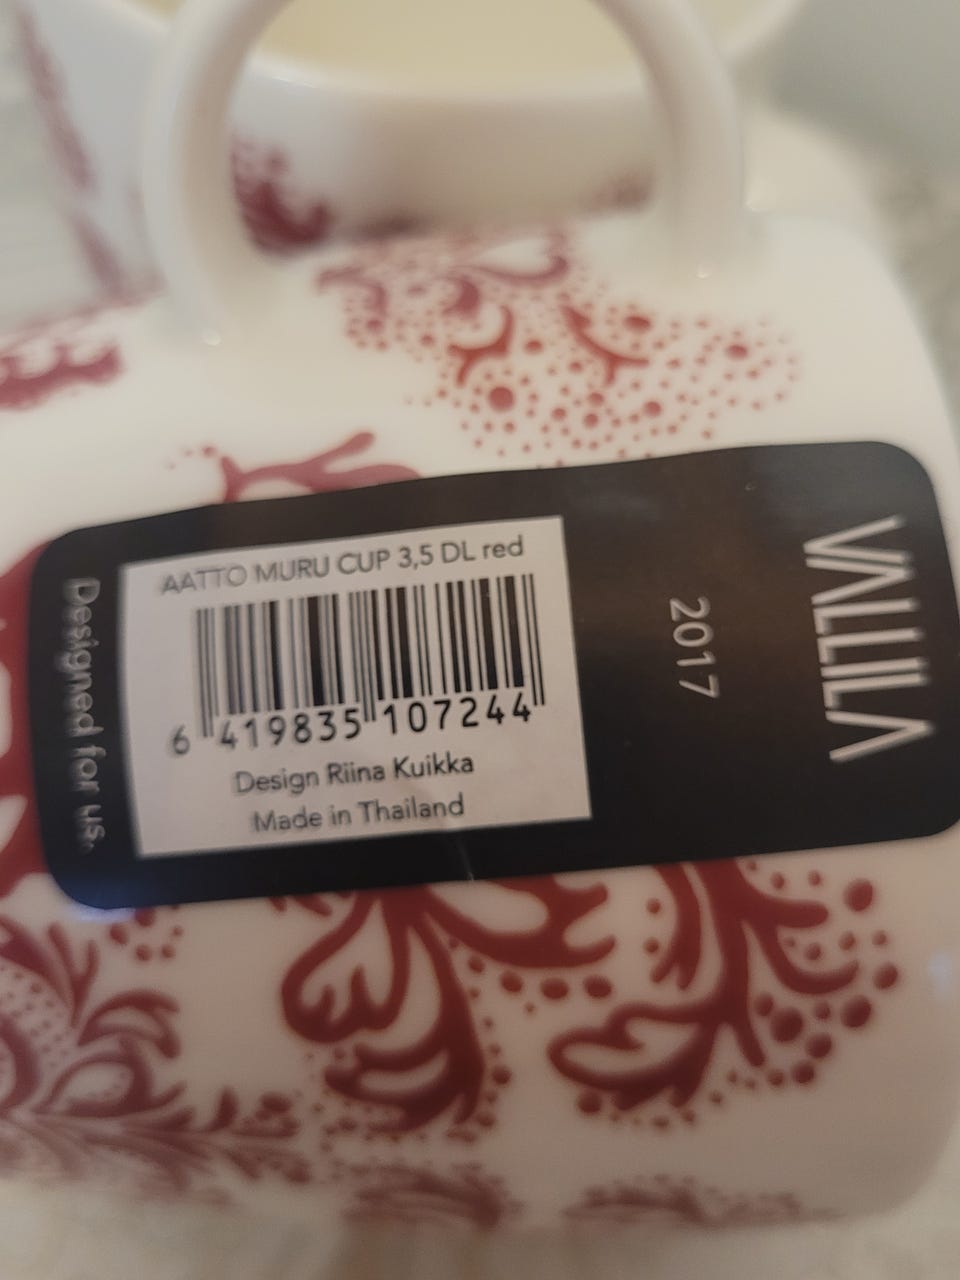 AATTO MURU CUP 3,5 DL red
6 419835 107244
Design Riina Kuikka
Made in Thailand
Designed for us.
2017
VALLILA